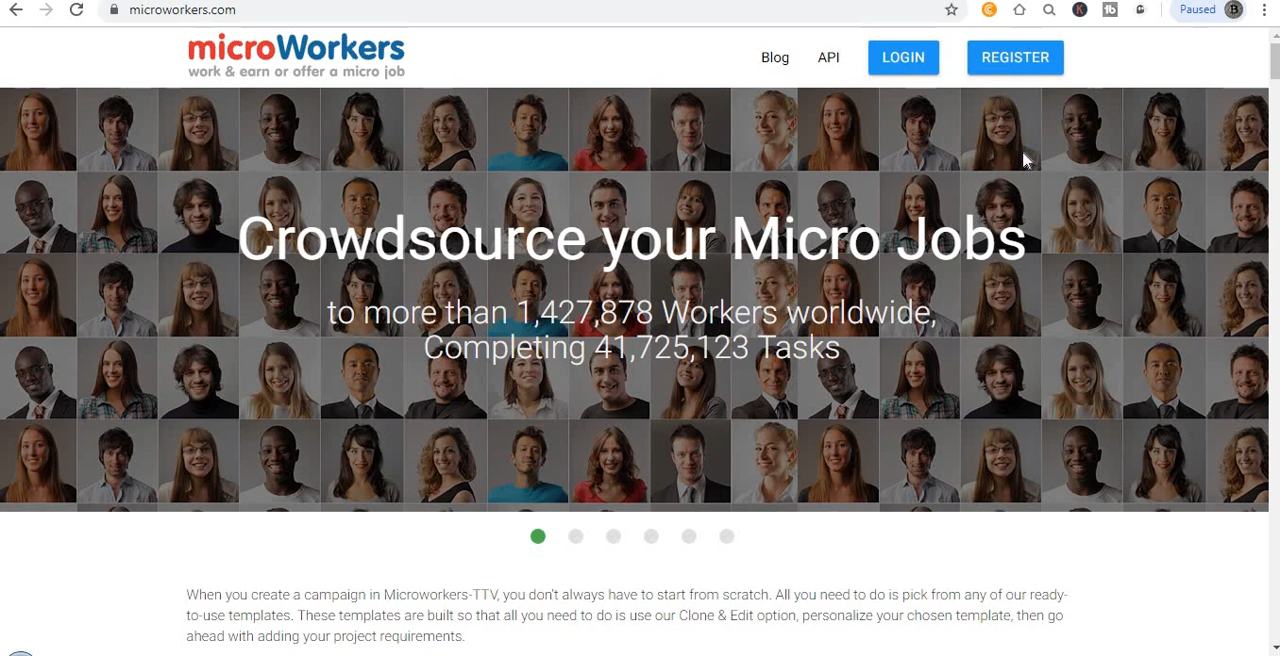 microworkers.com
Paused
microWorkers
work & earn or offer a micro job
Blog
API
LOGIN
REGISTER
Crowdsource your Micro Jobs
to more than 1,427,878 Workers worldwide,
Completing 41,725,123 Tasks
When you create a campaign in Microworkers-TTV, you don't always have to start from scratch. All you need to do is pick from any of our ready-
to-use templates. These templates are built so that all you need to do is use our Clone & Edit option, personalize your chosen template, then go
ahead with adding your project requirements.